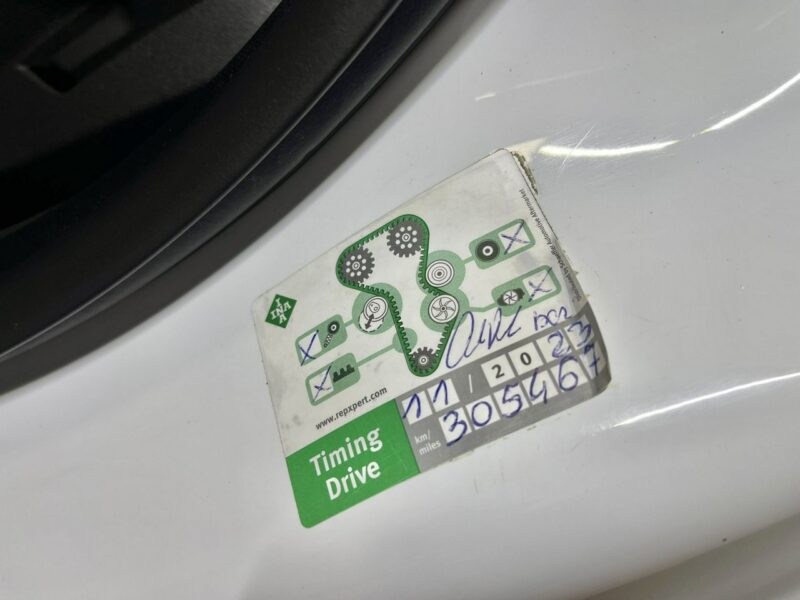 INA
www.repxpert.com
11 / 2023
km/
miles
305467
Timing
Drive